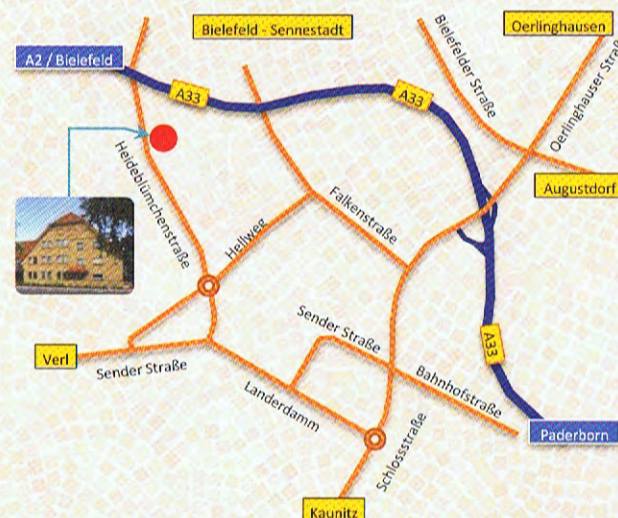 Bielefeld - Sennestadt
Oerlinghausen
A2 / Bielefeld
A33
A33
Bielefelder Straße
Oerlinghauser Straße
Heideblümchenstraße
Augustdorf
Falkenstraße
Hellweg
Sender Straße
A33
Verl
Sender Straße
Bahnhofstraße
Landerdamm
Schlossstraße
Paderborn
Kaunitz